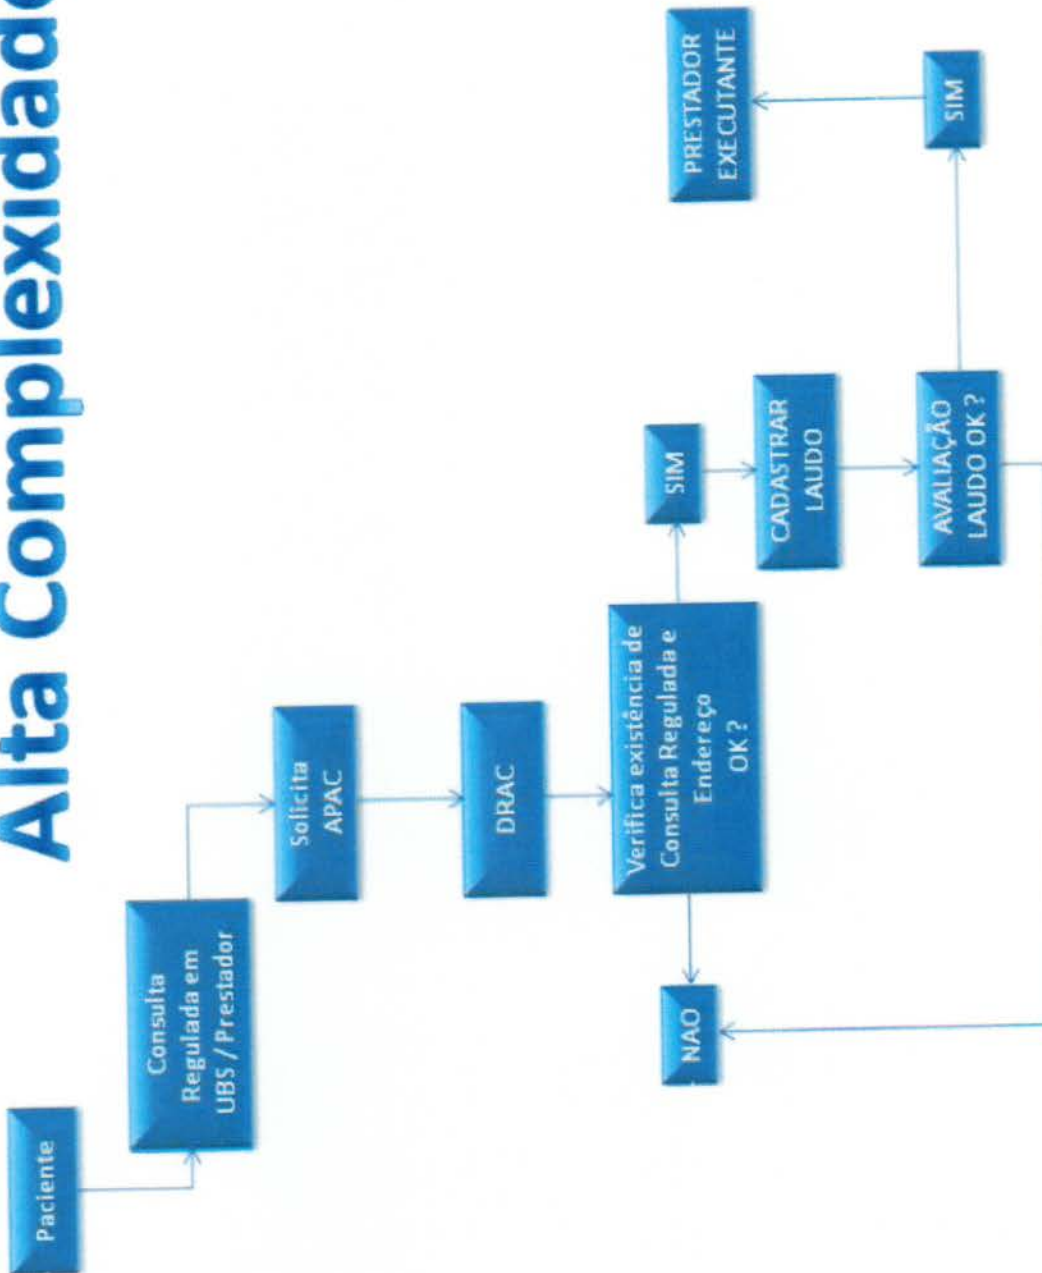 Alta Complexidade
Paciente
Consulta
Regulada em
UBS / Prestador
Solicita
APAC
DRAC
Verifica existência de
Consulta Regulada e
Endereço
OK ?
NAO
SIM
CADASTRAR
LAUDO
AVALIAÇÃO
LAUDO OK ?
SIM
PRESTADOR
EXECUTANTE